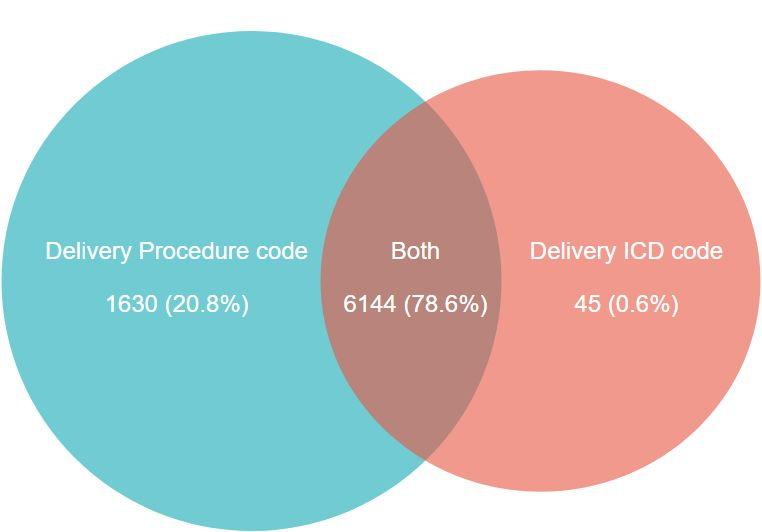 Delivery Procedure code
1630 (20.8%)
Both
6144 (78.6%)
Delivery ICD code
45 (0.6%)